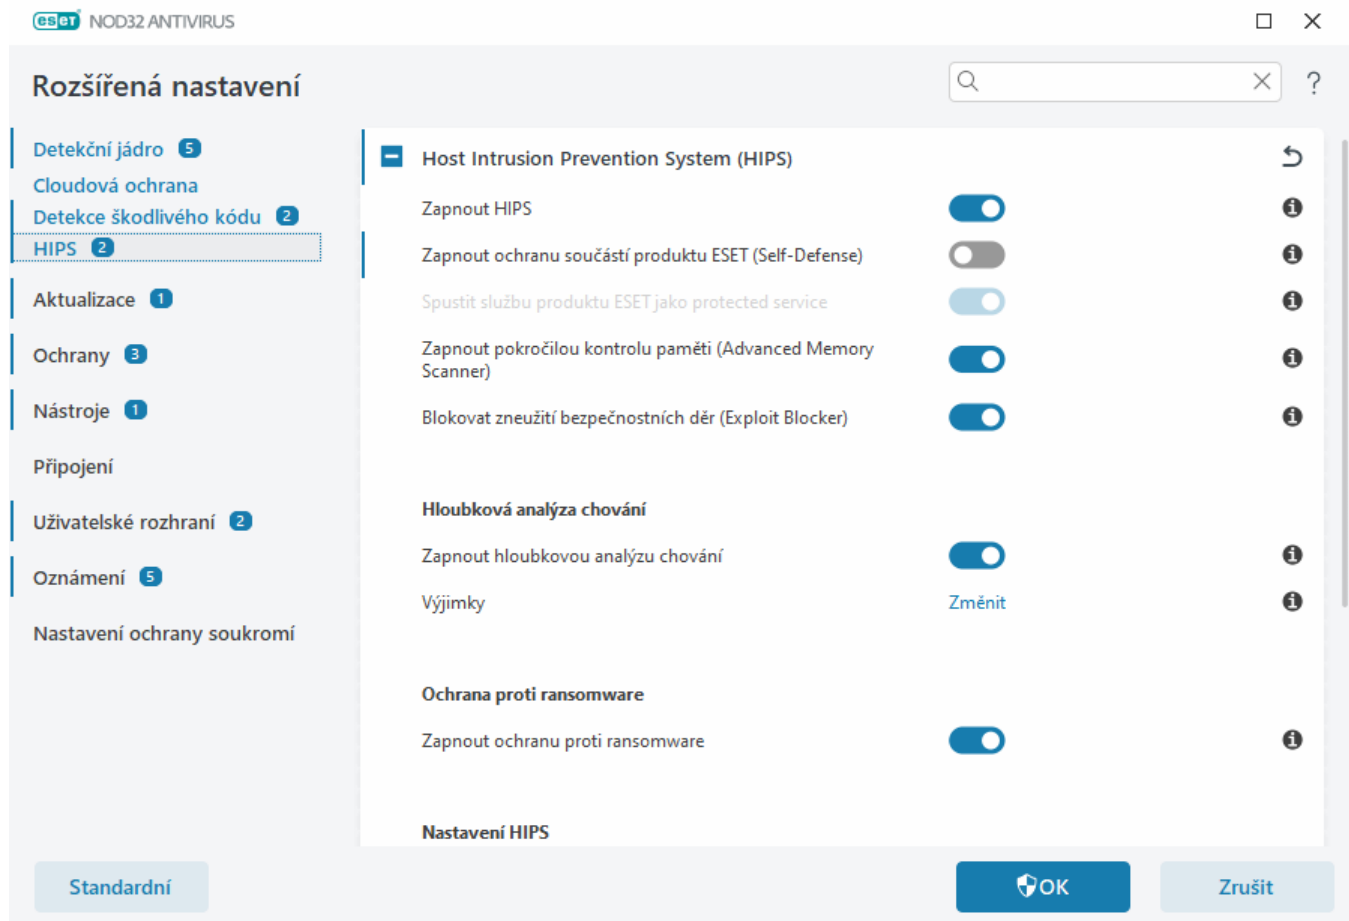 eset NOD32 ANTIVIRUS
Rozšířená nastavení
?
Detekční jádro 5
Cloudová ochrana
Detekce škodlivého kódu 2
HIPS 2
Aktualizace 1
Ochrany 3
Nástroje 1
Připojení
Uživatelské rozhraní 2
Oznámení 5
Nastavení ochrany soukromí
Host Intrusion Prevention System (HIPS)
Zapnout HIPS
Zapnout ochranu součástí produktu ESET (Self-Defense)
Spustit službu produktu ESET jako protected service
Zapnout pokročilou kontrolu paměti (Advanced Memory
Scanner)
Blokovat zneužití bezpečnostních děr (Exploit Blocker)
Hloubková analýza chování
Zapnout hloubkovou analýzu chování
Výjimky Změnit
Ochrana proti ransomware
Zapnout ochranu proti ransomware
Nastavení HIPS
Standardní
OK
Zrušit